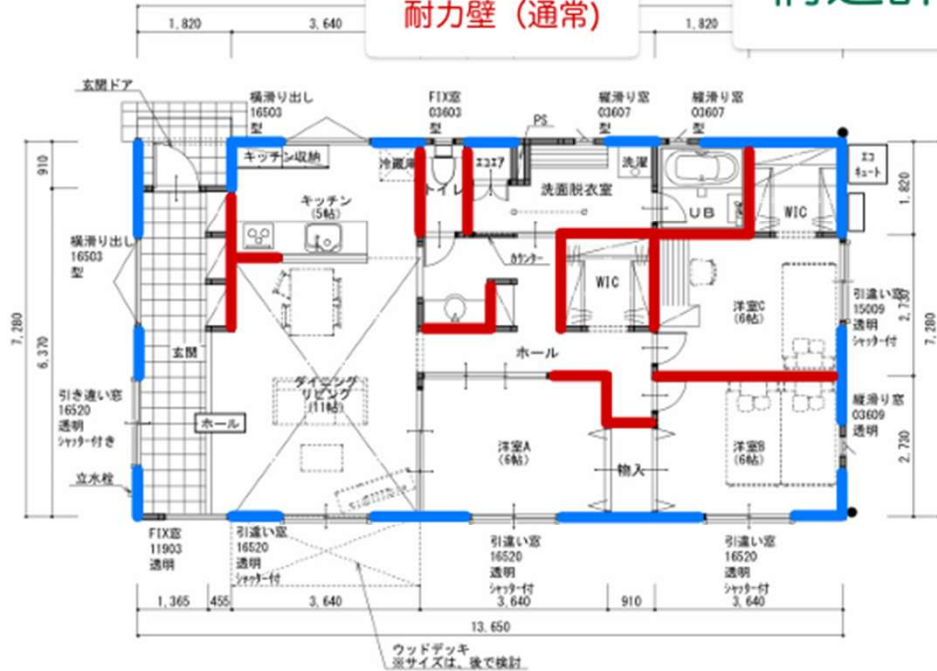 耐力壁（通常)
1,820
3,640
1,820
玄関ドア
横滑り出し
16503
型
FIX窓
03603
型
PS
縦滑り窓
03607
型
縦滑り窓
03607
型
910
キッチン収納
冷蔵庫
トイレ
エコエア
洗面脱衣室
洗濯
UB
WIC
エコ
キュート
1,820
キッチン
(5帖)
横滑り出し
16503
型
カウンター
WIC
洋室C
(6帖)
引違い窓
15009
透明
シャッター付
2,730
7,280
6,370
7,280
玄関
ホール
ダイニング
リビング
(11帖)
引き違い窓
16520
透明
シャッター付き
ホール
縦滑り窓
03609
透明
洋室A
(6帖)
物入
洋室B
(6帖)
2,730
立水栓
FIX窓
11903
透明
引違い窓
16520
透明
シャッター付
引違い窓
16520
透明
シャッター付
引違い窓
16520
透明
シャッター付
1,365
455
3,640
3,640
910
3,640
13,650
ウッドデッキ
※サイズは、後で検討